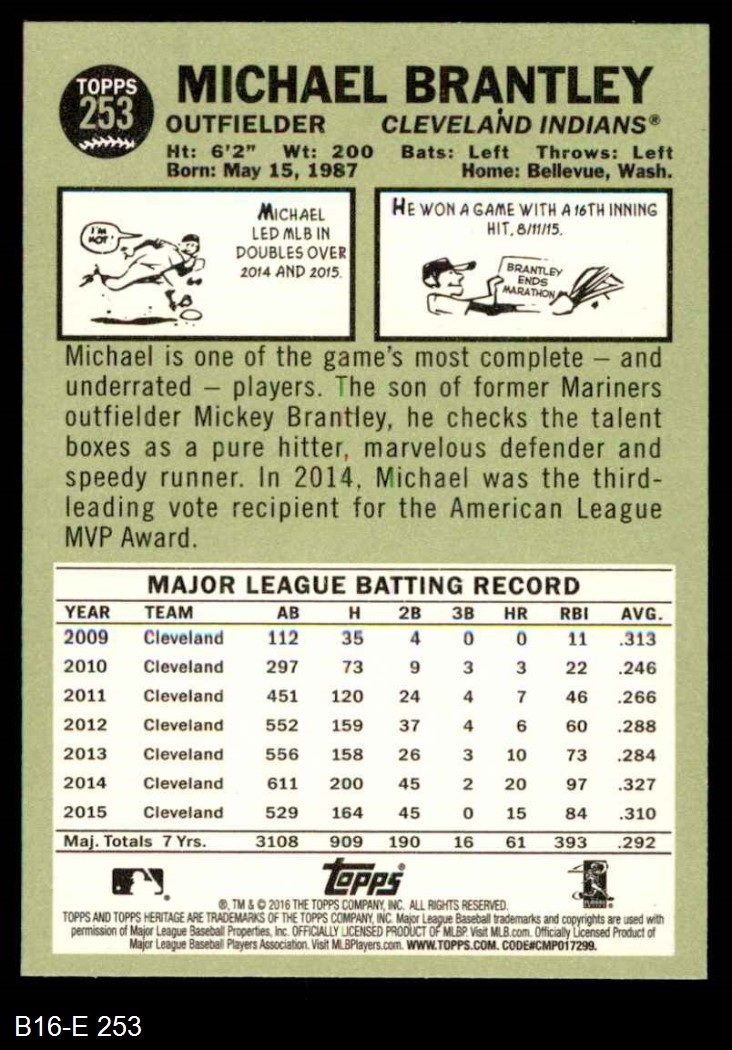 TOPPS
253
MICHAEL BRANTLEY
OUTFIELDER CLEVELAND INDIANS®
Ht: 6'2" Wt: 200 Bats: Left Throws: Left
Born: May 15, 1987 Home: Bellevue, Wash.
I'M
HOT!
MICHAEL
LED MLB IN
DOUBLES OVER
2014 AND 2015.
HE WON A GAME WITH A 16TH INNING
HIT, 8/11/15.
BRANTLEY
ENDS
MARATHON
Michael is one of the game's most complete – and
underrated – players. The son of former Mariners
outfielder Mickey Brantley, he checks the talent
boxes as a pure hitter, marvelous defender and
speedy runner. In 2014, Michael was the third-
leading vote recipient for the American League
MVP Award.
MAJOR LEAGUE BATTING RECORD
YEAR TEAM AB H 2B 3B HR RBI AVG.
2009 Cleveland 112 35 4 0 0 11 .313
2010 Cleveland 297 73 9 3 3 22 .246
2011 Cleveland 451 120 24 4 7 46 .266
2012 Cleveland 552 159 37 4 6 60 .288
2013 Cleveland 556 158 26 3 10 73 .284
2014 Cleveland 611 200 45 2 20 97 .327
2015 Cleveland 529 164 45 0 15 84 .310
Maj. Totals 7 Yrs. 3108 909 190 16 61 393 .292
Topps®
®, TM & © 2016 THE TOPPS COMPANY, INC. ALL RIGHTS RESERVED.
TOPPS AND TOPPS HERITAGE ARE TRADEMARKS OF THE TOPPS COMPANY, INC. Major League Baseball trademarks and copyrights are used with
permission of Major League Baseball Properties, Inc. OFFICIALLY LICENSED PRODUCT OF MLBP. Visit MLB.com. Officially Licensed Product of
Major League Baseball Players Association. Visit MLBPlayers.com. WWW.TOPPS.COM. CODE#CMP017299.
B16-E 253